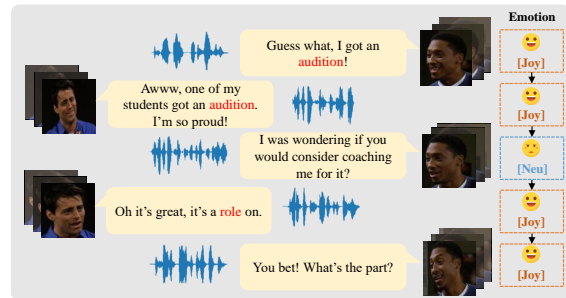 Emotion
Guess what, I got an
audition!
[Joy]
Awww, one of my
students got an audition.
I'm so proud!
[Joy]
I was wondering if you
would consider coaching
me for it?
[Neu]
Oh it's great, it's a role on.
[Joy]
You bet! What's the part?
[Joy]